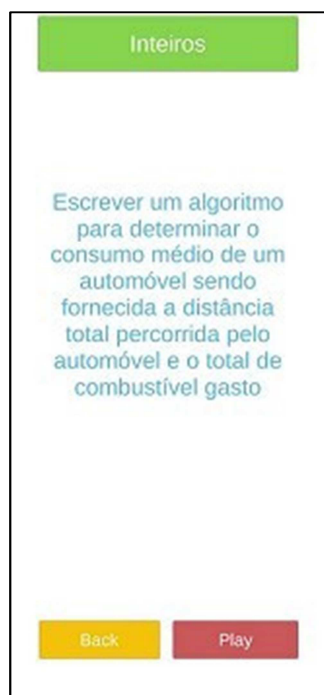 Inteiros
Escrever um algoritmo
para determinar o
consumo médio de um
automóvel sendo
fornecida a distância
total percorrida pelo
automóvel e o total de
combustível gasto
Back
Play